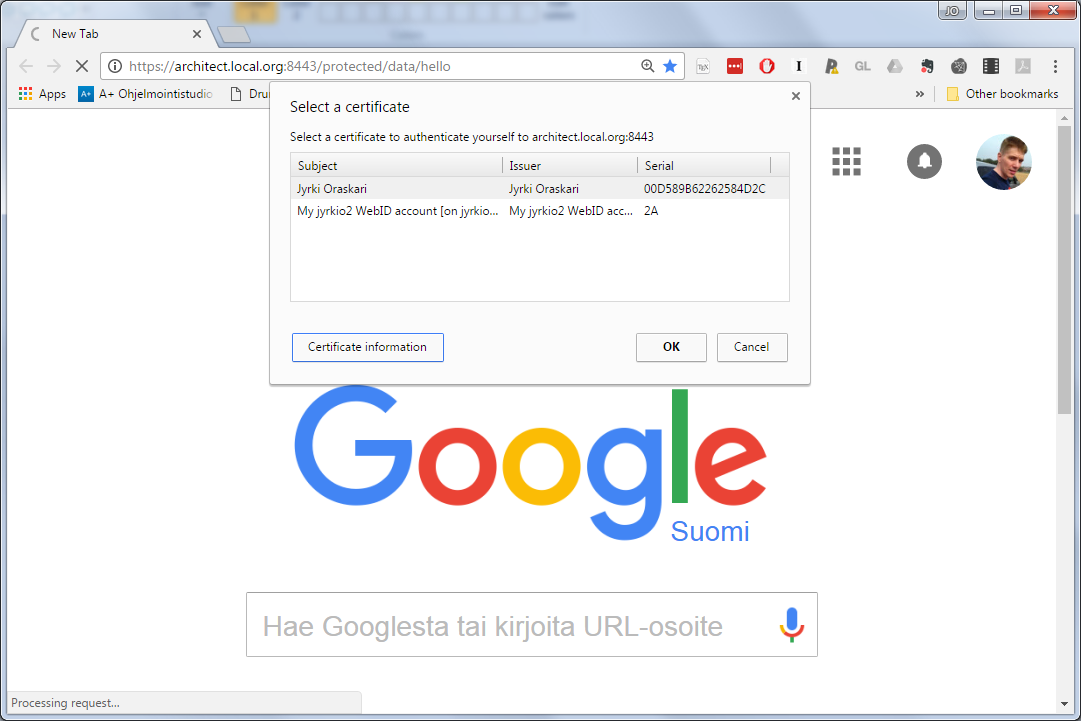 JO
New Tab
https://architect.local.org:8443/protected/data/hello
GL
Apps A+ A+ Ohjelmointistudio Dru » Other bookmarks
Select a certificate
Select a certificate to authenticate yourself to architect.local.org:8443
Subject Issuer Serial
Jyrki Oraskari Jyrki Oraskari 00D589B62262584D2C
My jyrkio2 WebID account [on jyrkio... My jyrkio2 WebID acc... 2A
Certificate information OK Cancel
Google
Suomi
Hae Googlesta tai kirjoita URL-osoite
Processing request...